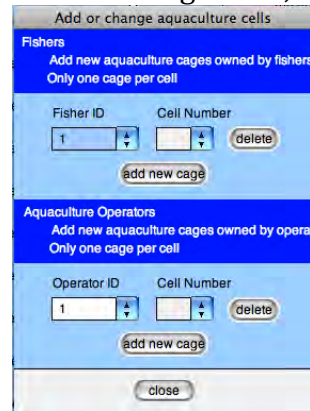 Add or change aquaculture cells
Fishers
Add new aquaculture cages owned by fishers
Only one cage per cell
Fisher ID Cell Number
1 delete
add new cage
Aquaculture Operators
Add new aquaculture cages owned by opera
Only one cage per cell
Operator ID Cell Number
1 delete
add new cage
close